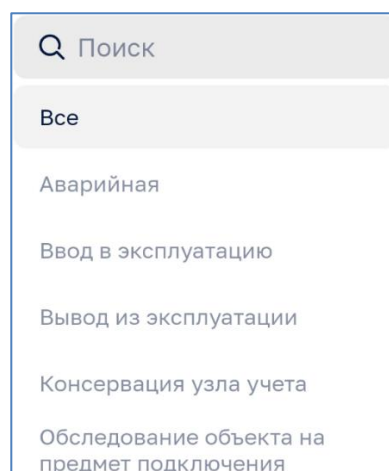 Поиск
Все
Аварийная
Ввод в эксплуатацию
Вывод из эксплуатации
Консервация узла учета
Обследование объекта на
предмет подключения